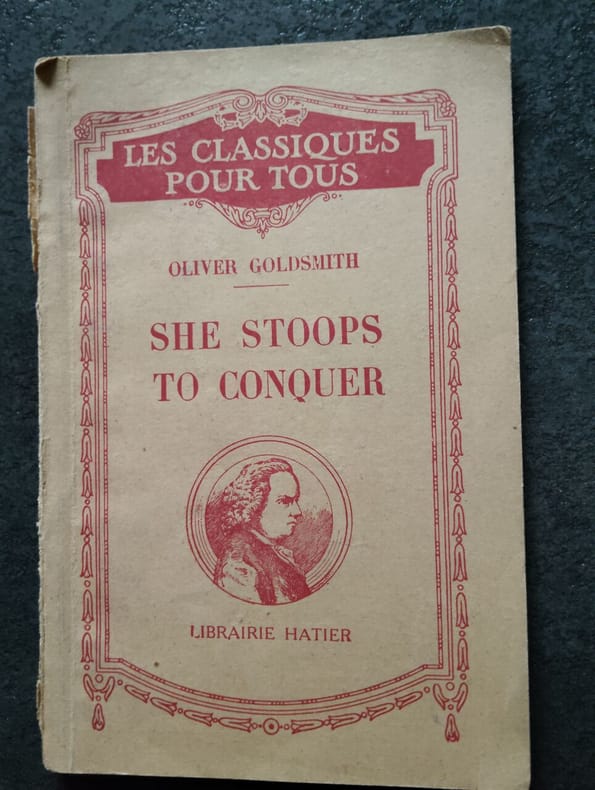 LES CLASSIQUES
POUR TOUS
OLIVER GOLDSMITH
SHE STOOPS
TO CONQUER
LIBRAIRIE HATIER